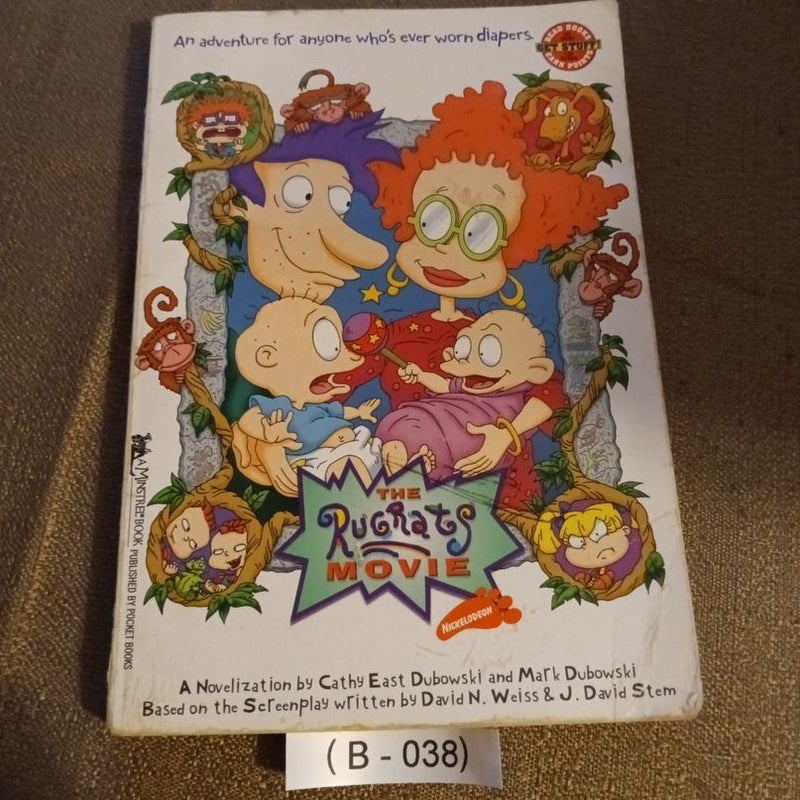 An adventure for anyone who's ever worn diapers.
READ BOOKS
GET STUFF!
EARN POINTS
THE
RUGRATS
MOVIE
NICKELODEON
A MINSTREL® BOOK PUBLISHED BY POCKET BOOKS
A Novelization by Cathy East Dubowski and Mark Dubowski
Based on the Screenplay written by David N. Weiss & J. David Stem
( B - 038)